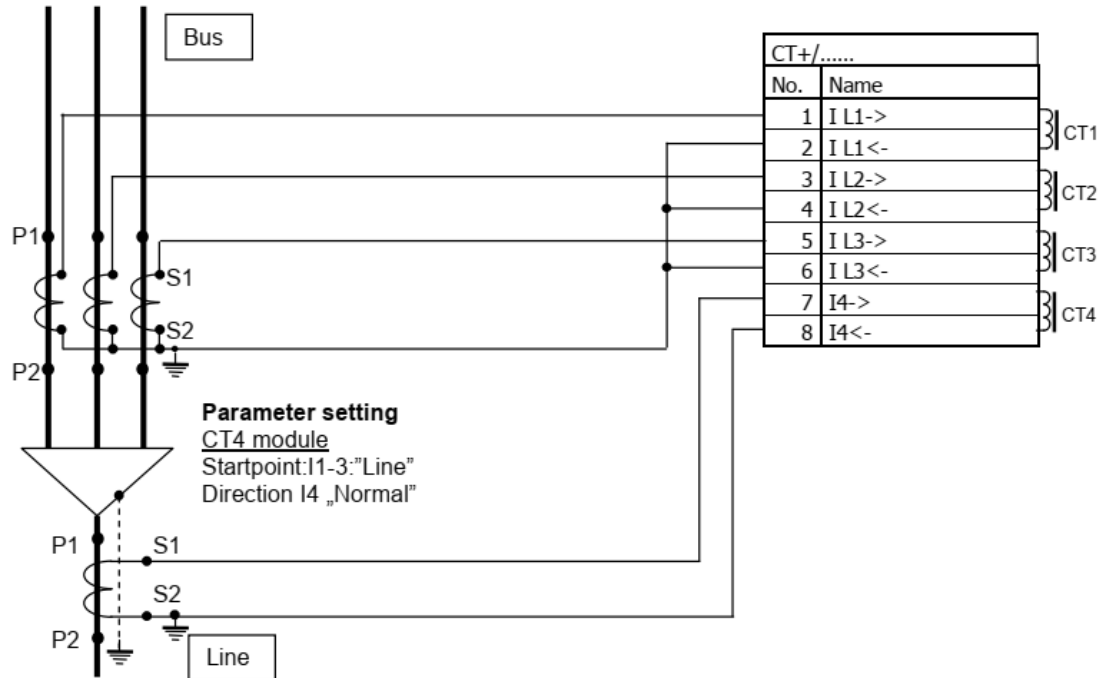 Bus
CT+/......
No. Name
1 I L1->
2 I L1<-
CT1
3 I L2->
4 I L2<-
CT2
5 I L3->
6 I L3<-
CT3
7 I4->
8 I4<-
CT4
P1
S1
S2
P2
Parameter setting
CT4 module
Startpoint:I1-3:"Line"
Direction I4 „Normal”
P1
S1
S2
P2
Line